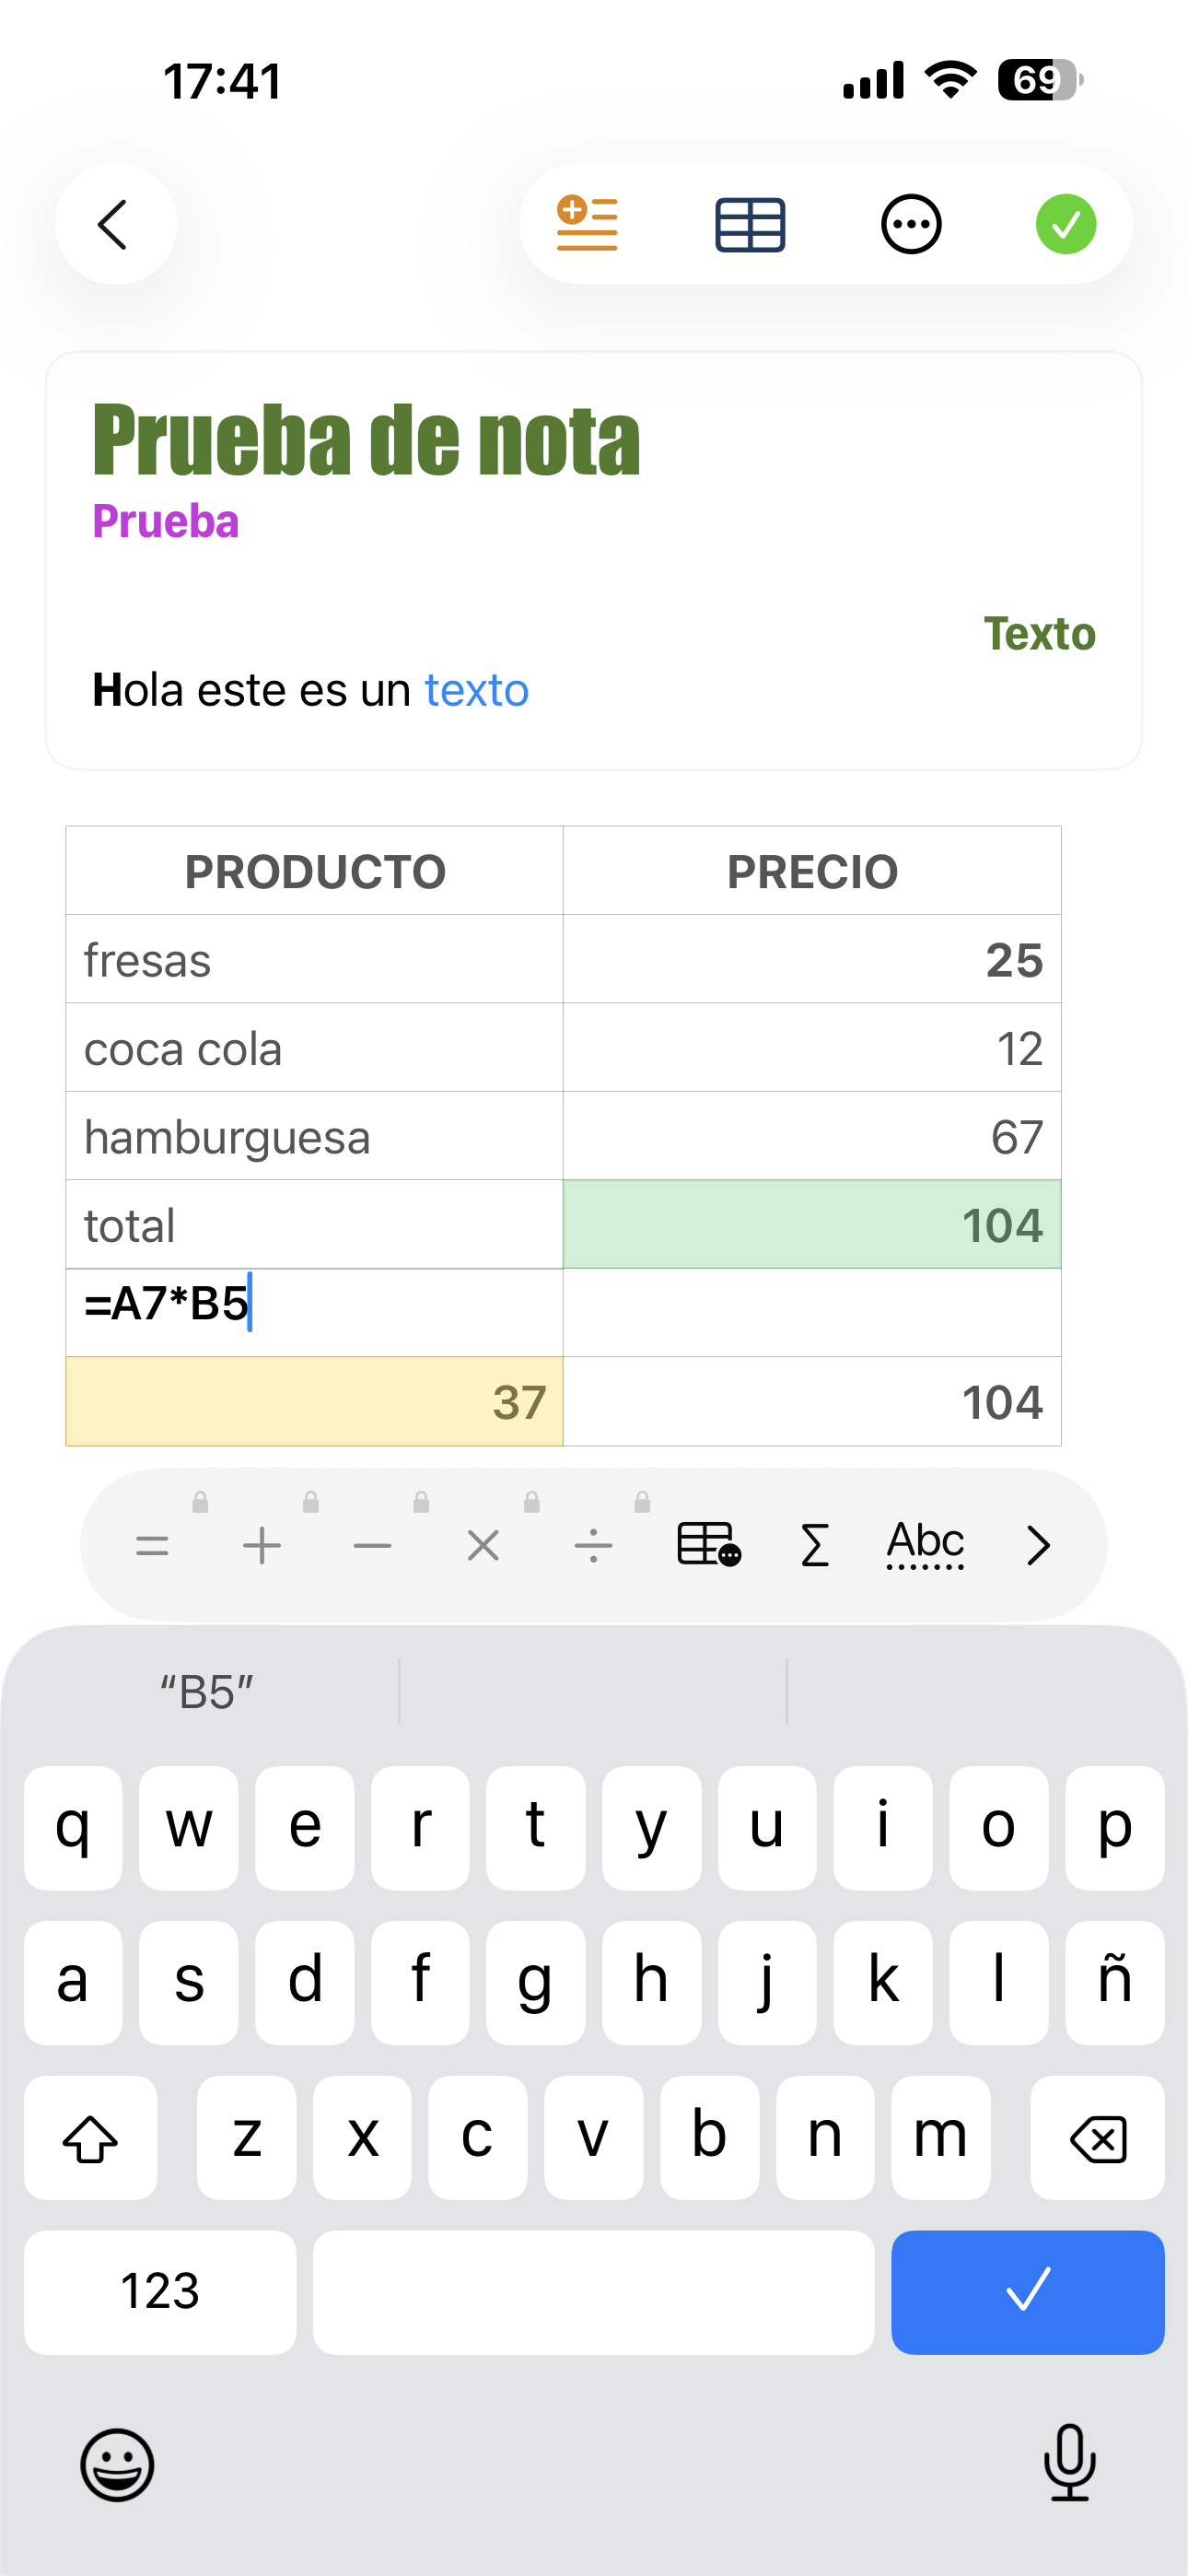 17:41
69
Prueba de nota
Prueba
Texto
Hola este es un texto
PRODUCTO PRECIO
fresas 25
coca cola 12
hamburguesa 67
total 104
=A7*B5
37 104
= + − × ÷ Σ Abc
“B5”
q w e r t y u i o p
a s d f g h j k l ñ
z x c v b n m
123